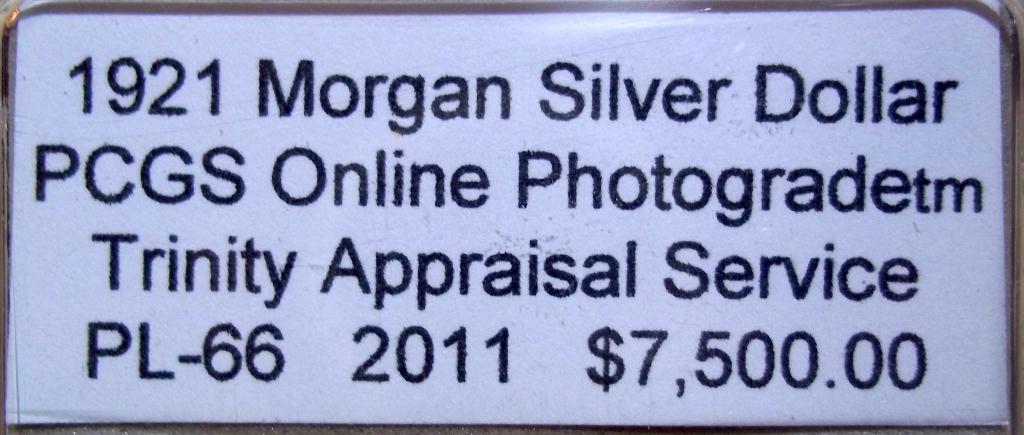 1921 Morgan Silver Dollar
PCGS Online Photogradetm
Trinity Appraisal Service
PL-66 2011 $7,500.00